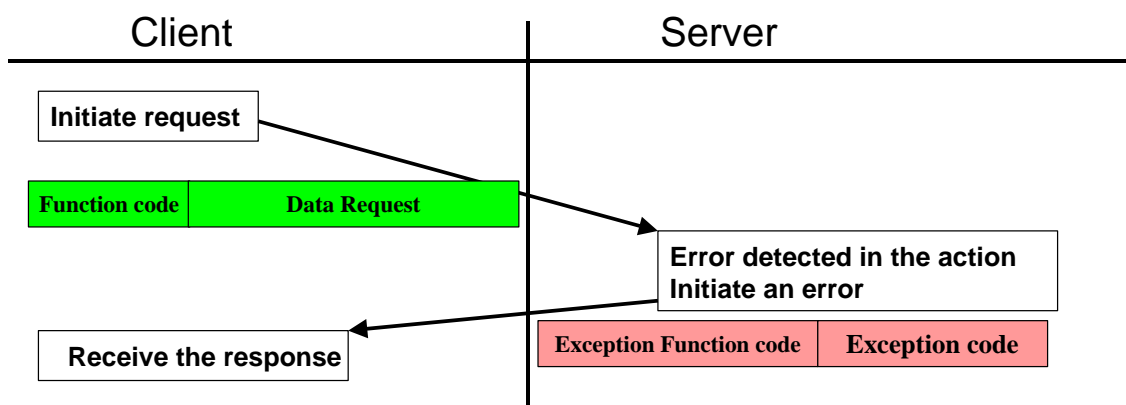 Client
Server
Initiate request
Function code
Data Request
Error detected in the action
Initiate an error
Exception Function code
Exception code
Receive the response